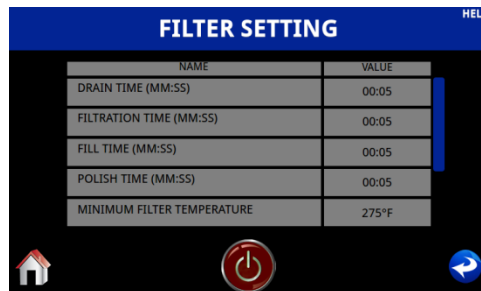 HEL
FILTER SETTING
NAME VALUE
DRAIN TIME (MM:SS) 00:05
FILTRATION TIME (MM:SS) 00:05
FILL TIME (MM:SS) 00:05
POLISH TIME (MM:SS) 00:05
MINIMUM FILTER TEMPERATURE 275°F